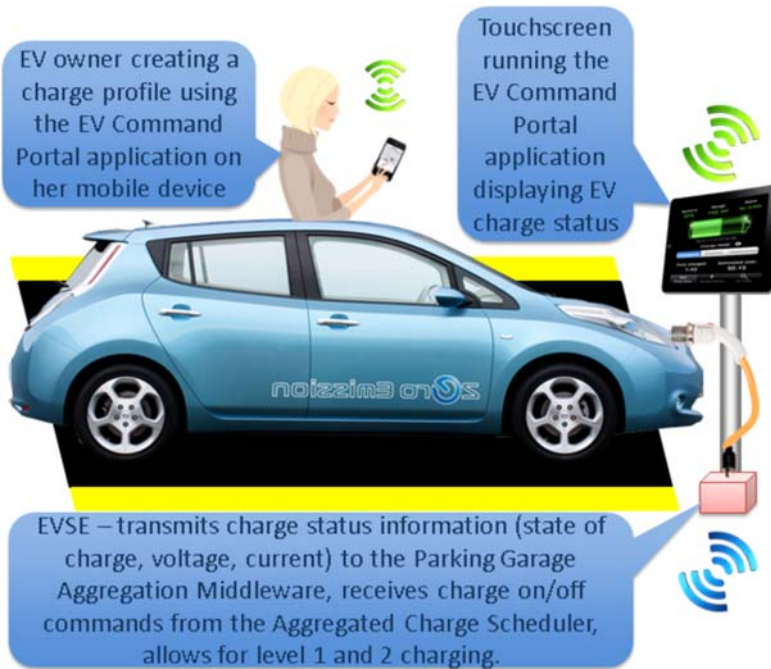 EV owner creating a
charge profile using
the EV Command
Portal application on
her mobile device
Touchscreen
running the
EV Command
Portal
application
displaying EV
charge status
Zero Emission
EVSE – transmits charge status information (state of
charge, voltage, current) to the Parking Garage
Aggregation Middleware, receives charge on/off
commands from the Aggregated Charge Scheduler,
allows for level 1 and 2 charging.